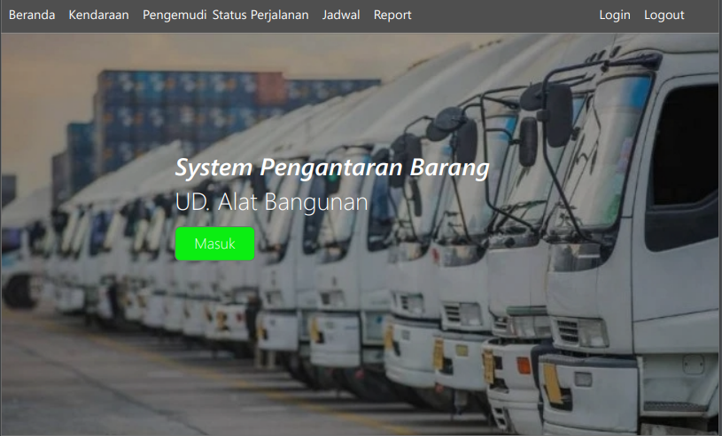 Beranda Kendaraan Pengemudi Status Perjalanan Jadwal Report Login Logout
System Pengantaran Barang
UD. Alat Bangunan
Masuk